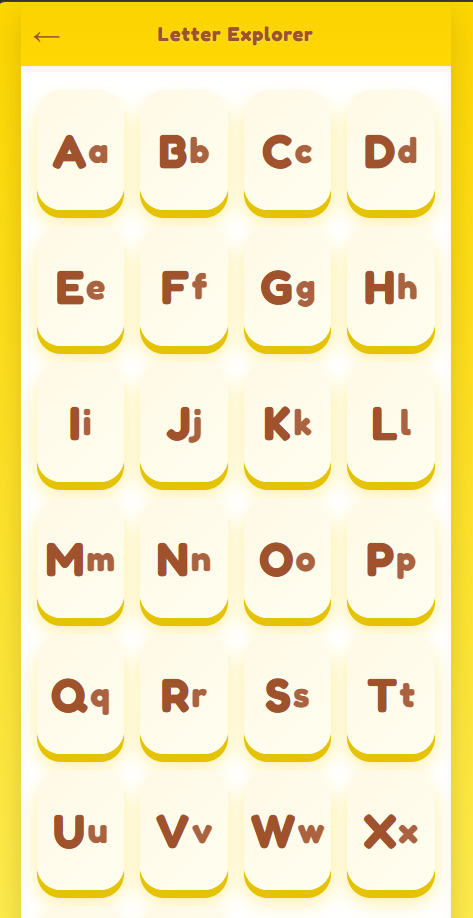 ← Letter Explorer
Aa Bb Cc Dd
Ee Ff Gg Hh
Ii Jj Kk Ll
Mm Nn Oo Pp
Qq Rr Ss Tt
Uu Vv Ww Xx